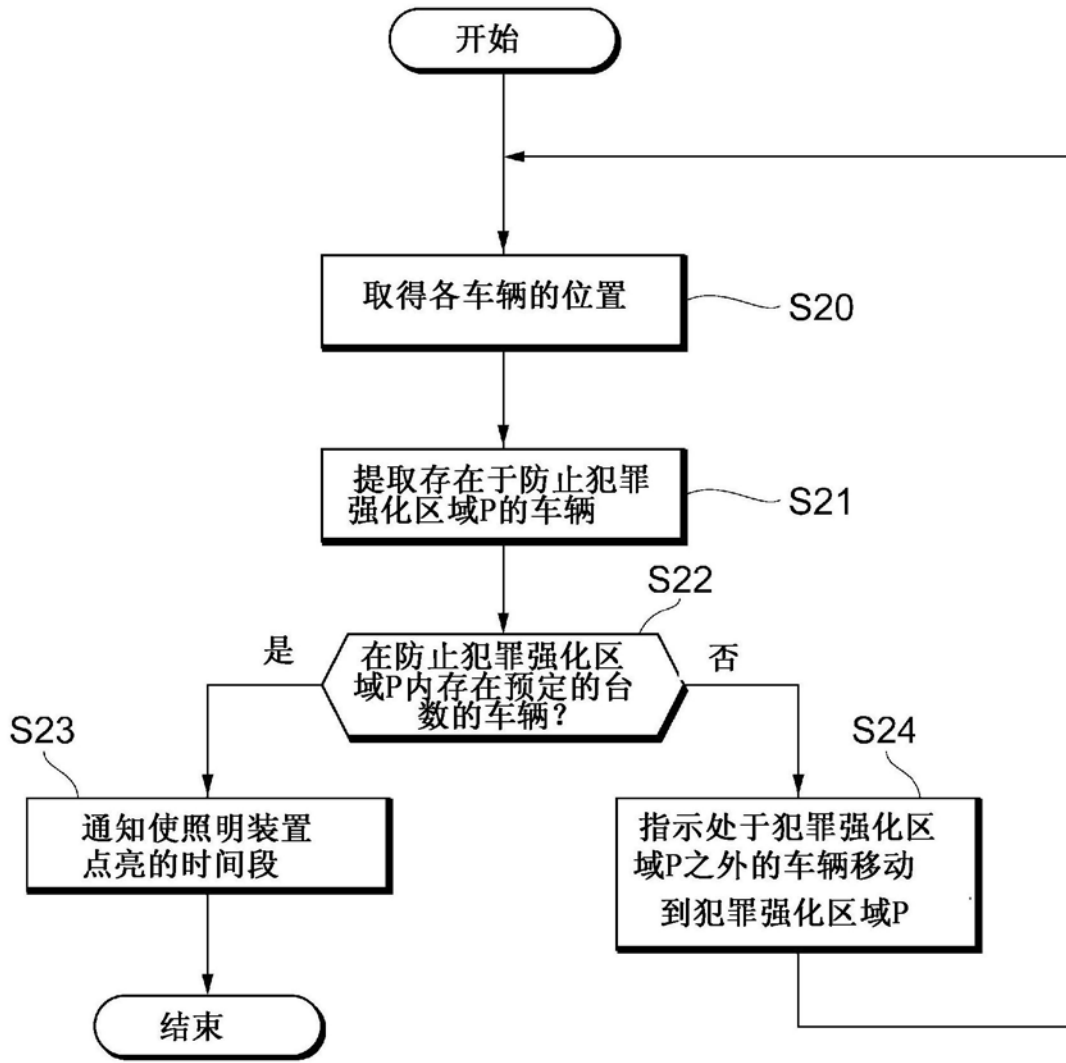 开始
取得各车辆的位置
S20
提取存在于防止犯罪
强化区域P的车辆
S21
S22
是
在防止犯罪强化区
域P内存在预定的台
数的车辆?
否
S23
通知使照明装置
点亮的时间段
S24
指示处于犯罪强化区
域P之外的车辆移动
到犯罪强化区域P
结束